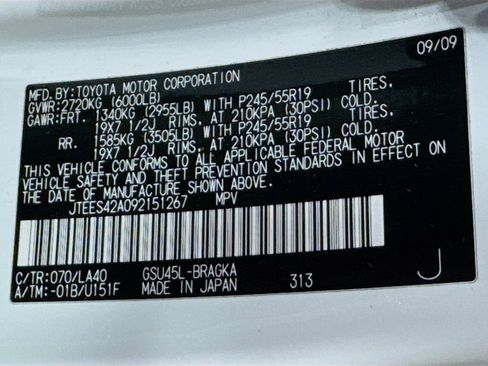 09/09
MFD.BY:TOYOTA MOTOR CORPORATION
GVWR:2720KG (6000LB)
GAWR:FRT. 1340KG (2955LB) WITH P245/55R19 TIRES.
19X7 1/2J RIMS. AT 210KPA (30PSI) COLD.
RR. 1585KG (3505LB) WITH P245/55R19 TIRES.
19X7 1/2J RIMS. AT 210KPA (30PSI) COLD.
THIS VEHICLE CONFORMS TO ALL APPLICABLE FEDERAL MOTOR
VEHICLE SAFETY AND THEFT PREVENTION STANDARDS IN EFFECT ON
THE DATE OF MANUFACTURE SHOWN ABOVE.
JTEES42A092151267 MPV
C/TR:070/LA40 GSU45L-BRAGKA
A/TM:-01B/U151F MADE IN JAPAN 313 J